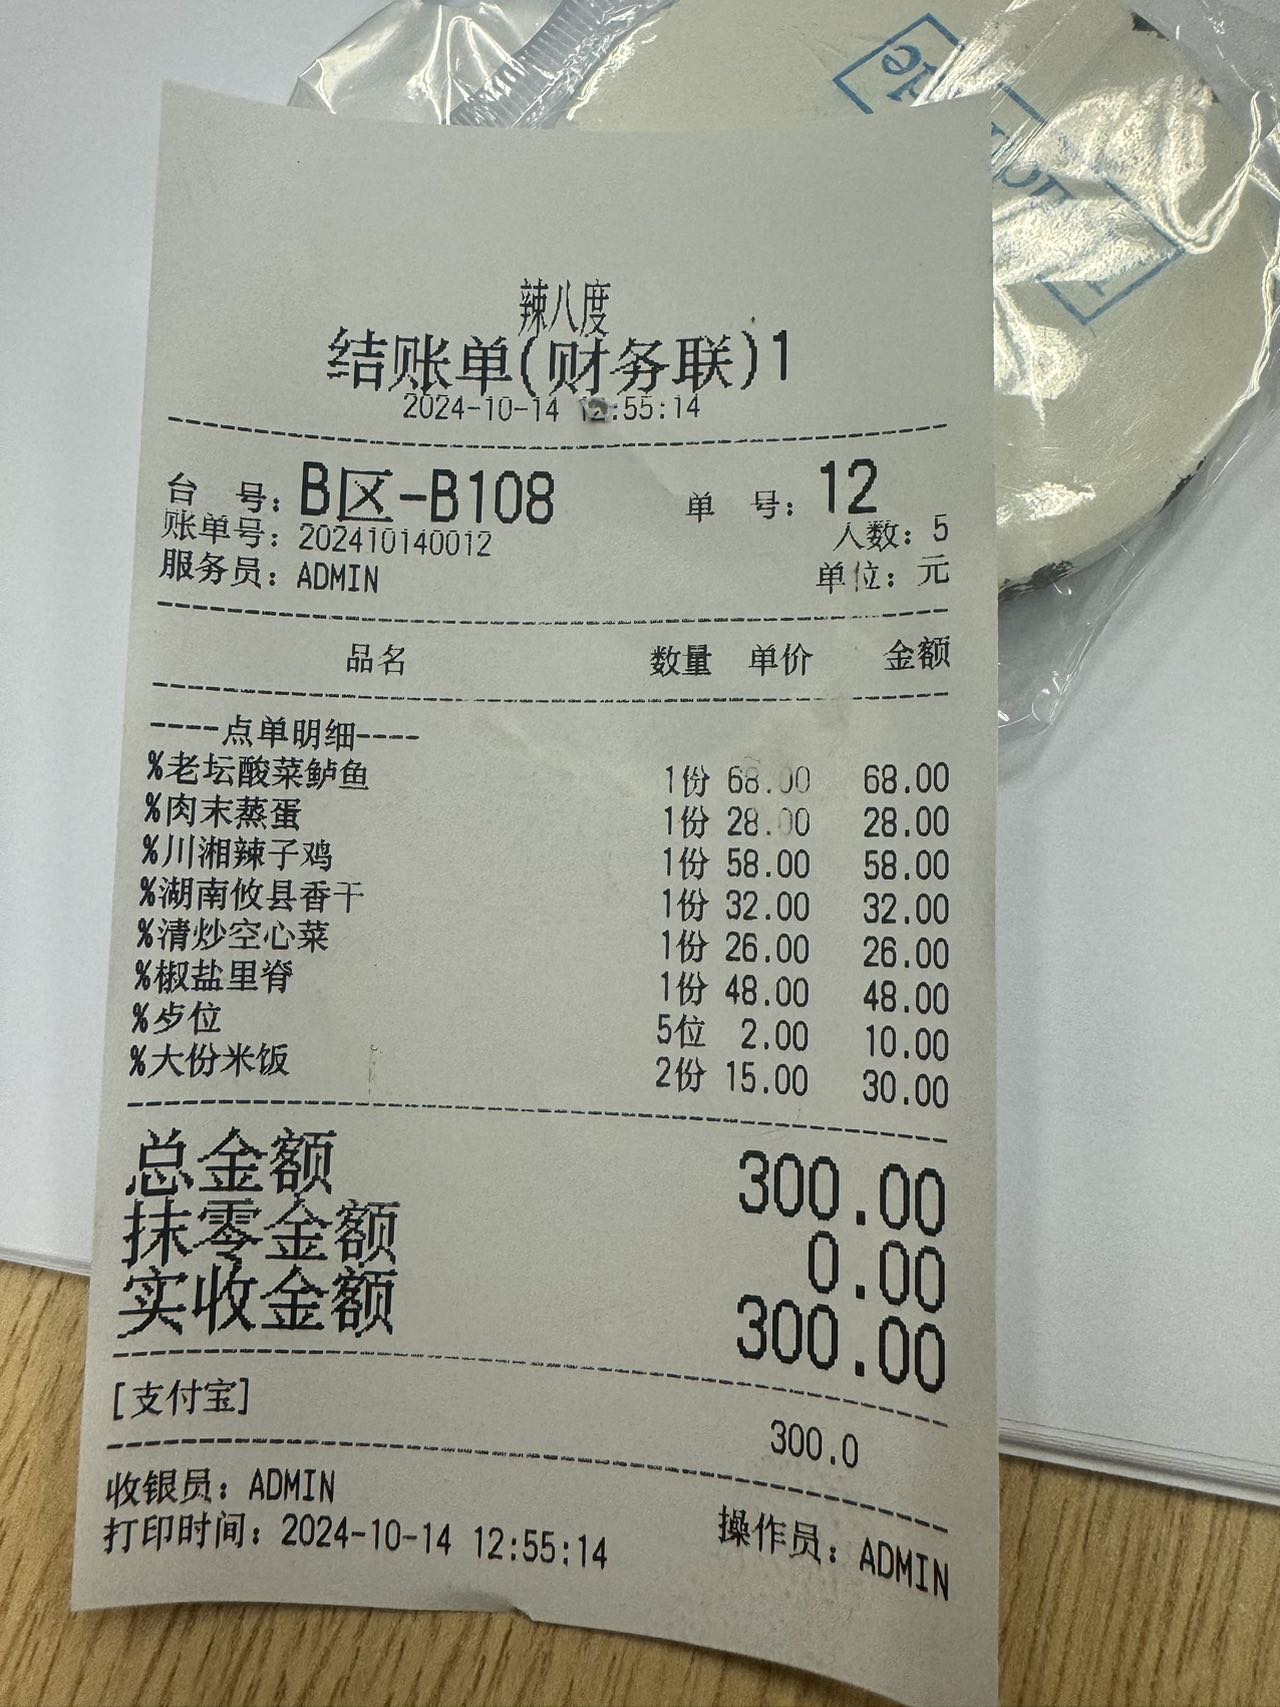 辣八度
结账单(财务联)1
2024-10-14 12:55:14
台 号: B区-B108 单 号: 12
账单号: 202410140012 人数: 5
服务员: ADMIN 单位: 元
品名 数量 单价 金额
----点单明细----
%老坛酸菜鲈鱼 1份 68.00 68.00
%肉末蒸蛋 1份 28.00 28.00
%川湘辣子鸡 1份 58.00 58.00
%湖南攸县香干 1份 32.00 32.00
%清炒空心菜 1份 26.00 26.00
%椒盐里脊 1份 48.00 48.00
%歺位 5位 2.00 10.00
%大份米饭 2份 15.00 30.00
总金额 300.00
抹零金额 0.00
实收金额 300.00
[支付宝] 300.0
收银员: ADMIN 操作员: ADMIN
打印时间: 2024-10-14 12:55:14